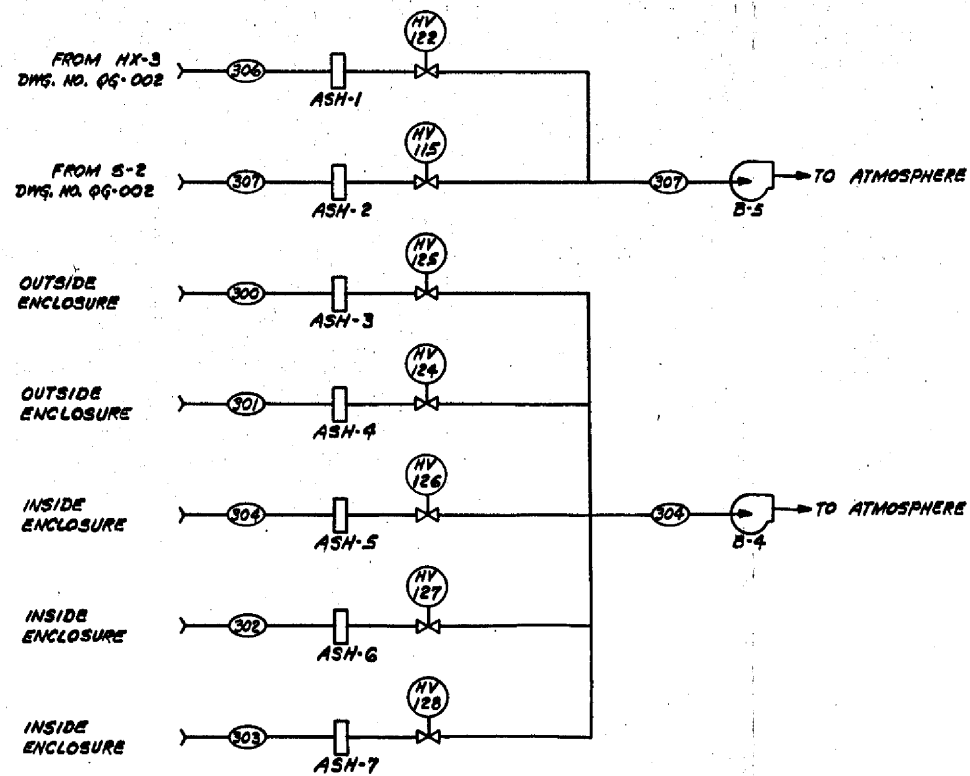 HV
122
FROM HX-3
DWG. NO. QG-002
306
ASH-1
HV
115
FROM S-2
DWG. NO. QG-002
307
ASH-2
307
B-5
TO ATMOSPHERE
HV
125
OUTSIDE
ENCLOSURE
300
ASH-3
HV
124
OUTSIDE
ENCLOSURE
301
ASH-4
HV
126
INSIDE
ENCLOSURE
304
ASH-5
304
B-4
TO ATMOSPHERE
HV
127
INSIDE
ENCLOSURE
302
ASH-6
HV
128
INSIDE
ENCLOSURE
303
ASH-7